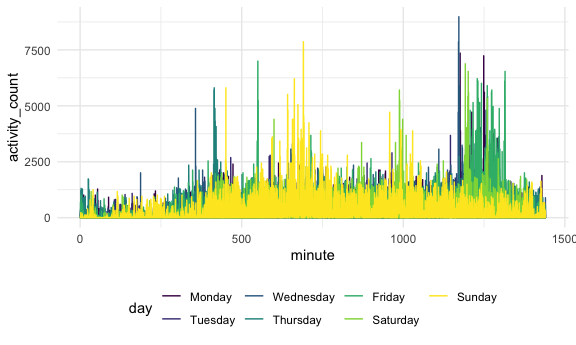 7500
5000
2500
0
activity_count
0 500 1000 1500
minute
day
Monday Wednesday Friday Sunday
Tuesday Thursday Saturday